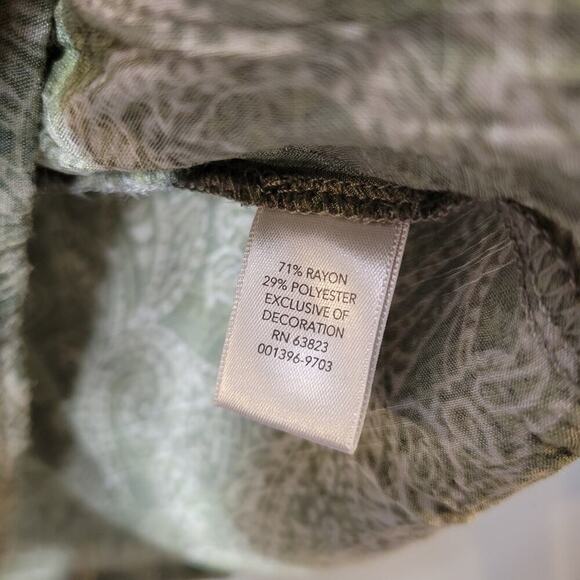 71% RAYON
29% POLYESTER
EXCLUSIVE OF
DECORATION
RN 63823
001396-9703